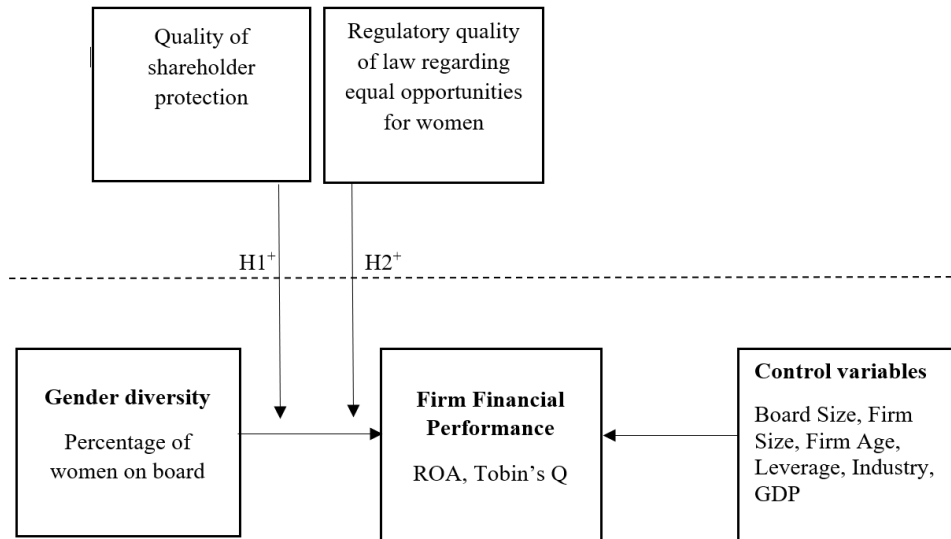 Quality of
shareholder
protection
Regulatory quality
of law regarding
equal opportunities
for women
H1⁺
H2⁺
Gender diversity
Percentage of
women on board
Firm Financial
Performance
ROA, Tobin’s Q
Control variables
Board Size, Firm
Size, Firm Age,
Leverage, Industry,
GDP